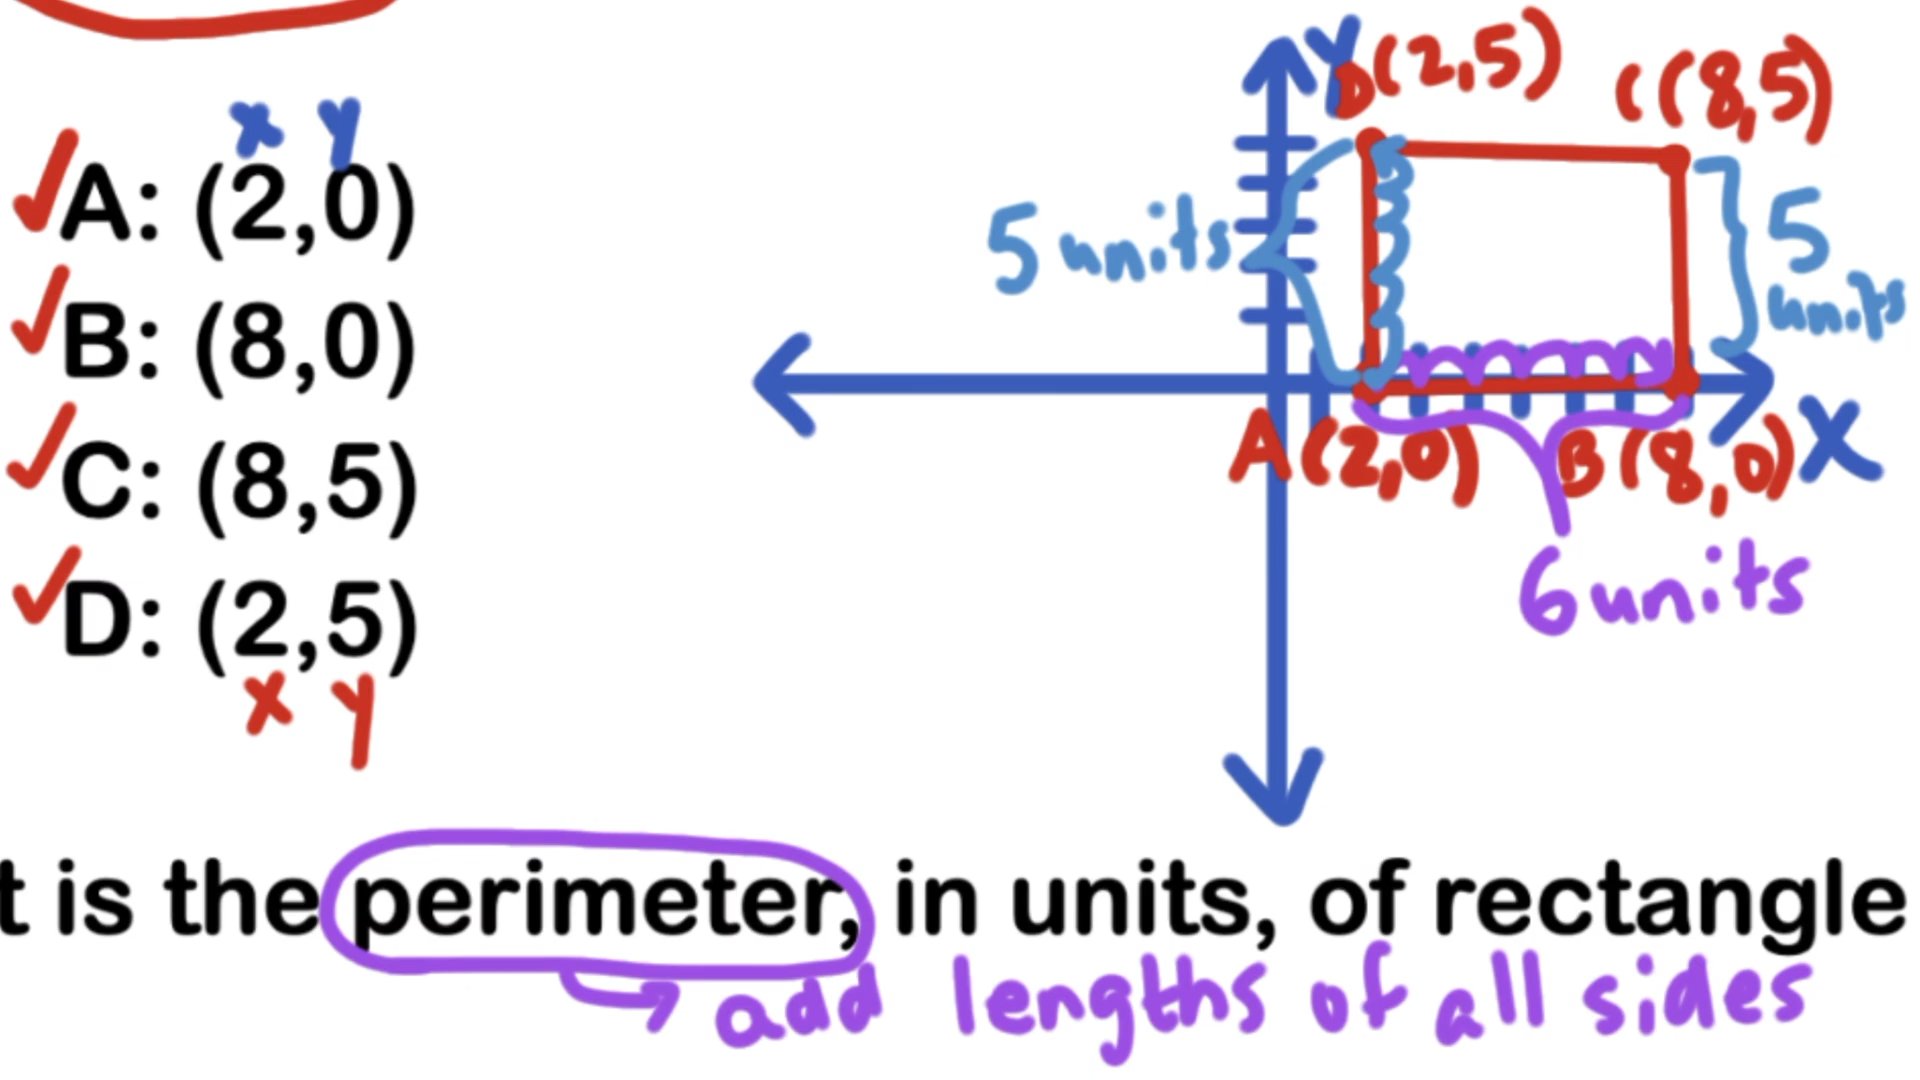 x y
A: (2,0)
B: (8,0)
C: (8,5)
D: (2,5)
x y
Y
D(2,5)
C(8,5)
5 units
5
units
A(2,0)
B(8,0)
X
6 units
t is the perimeter, in units, of rectangle
add lengths of all sides